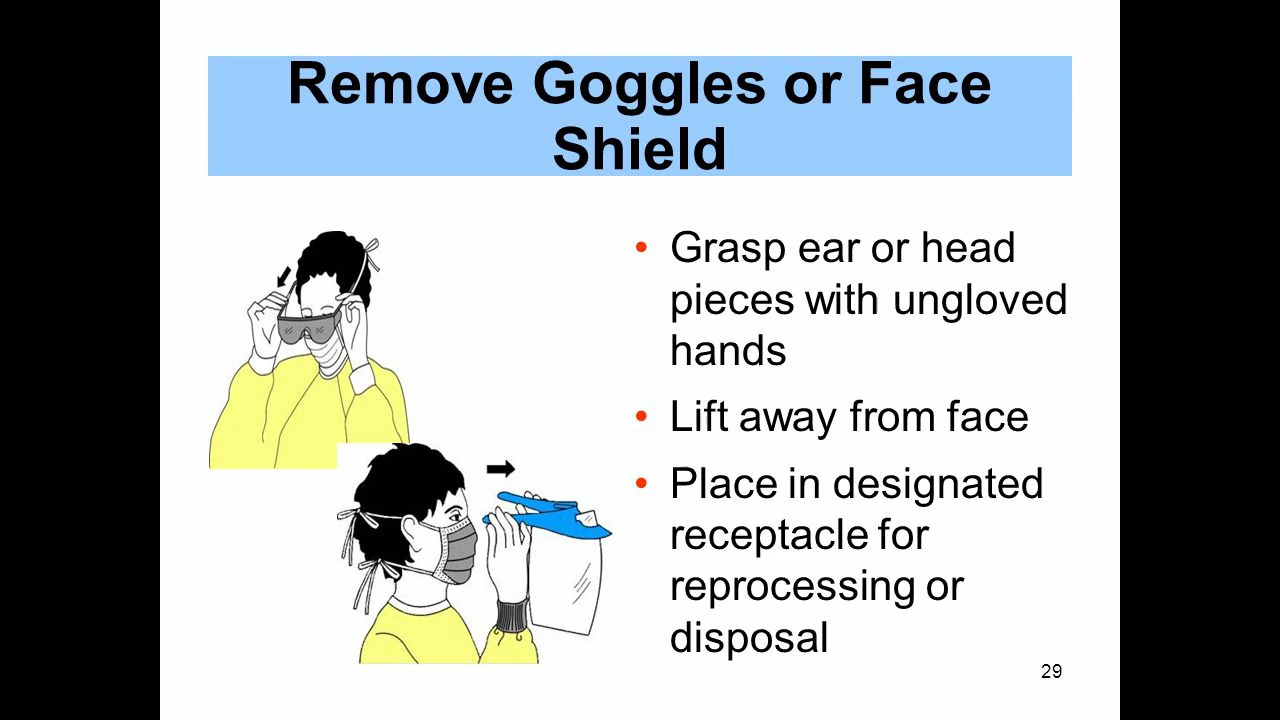 Remove Goggles or Face
Shield
• Grasp ear or head
pieces with ungloved
hands
• Lift away from face
• Place in designated
receptacle for
reprocessing or
disposal
29